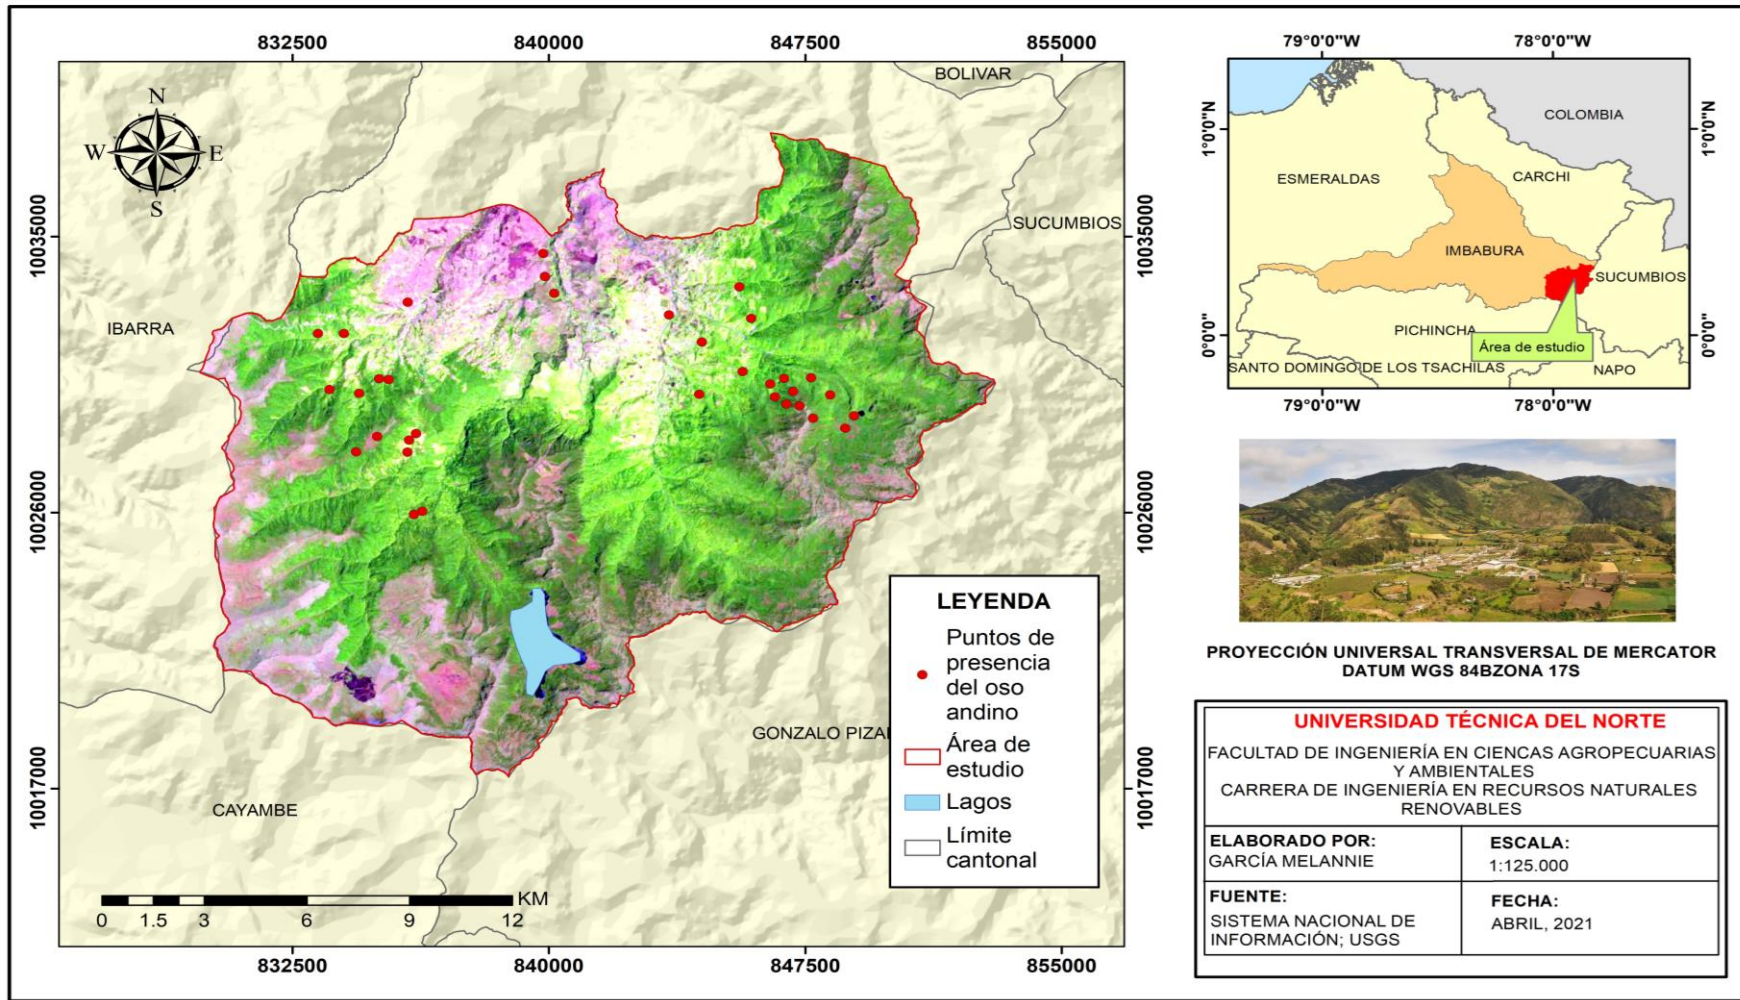 832500 840000 847500 855000
10035000
10026000
10017000
10035000
10026000
10017000
N
W E
S
BOLIVAR
SUCUMBIOS
IBARRA
GONZALO PIZAR
CAYAMBE
LEYENDA
Puntos de
presencia
del oso
andino
Área de
estudio
Lagos
Límite
cantonal
KM
0 1.5 3 6 9 12
832500 840000 847500 855000
79°0'0"W 78°0'0"W
1°0'0"N
0°0'0"
1°0'0"N
0°0'0"
COLOMBIA
ESMERALDAS
CARCHI
IMBABURA
SUCUMBIOS
PICHINCHA
Área de estudio
SANTO DOMINGO DE LOS TSACHILAS
NAPO
79°0'0"W 78°0'0"W
PROYECCIÓN UNIVERSAL TRANSVERSAL DE MERCATOR
DATUM WGS 84BZONA 17S
UNIVERSIDAD TÉCNICA DEL NORTE
FACULTAD DE INGENIERÍA EN CIENCAS AGROPECUARIAS
Y AMBIENTALES
CARRERA DE INGENIERÍA EN RECURSOS NATURALES
RENOVABLES
ELABORADO POR:
GARCÍA MELANNIE
ESCALA:
1:125.000
FUENTE:
SISTEMA NACIONAL DE
INFORMACIÓN; USGS
FECHA:
ABRIL, 2021